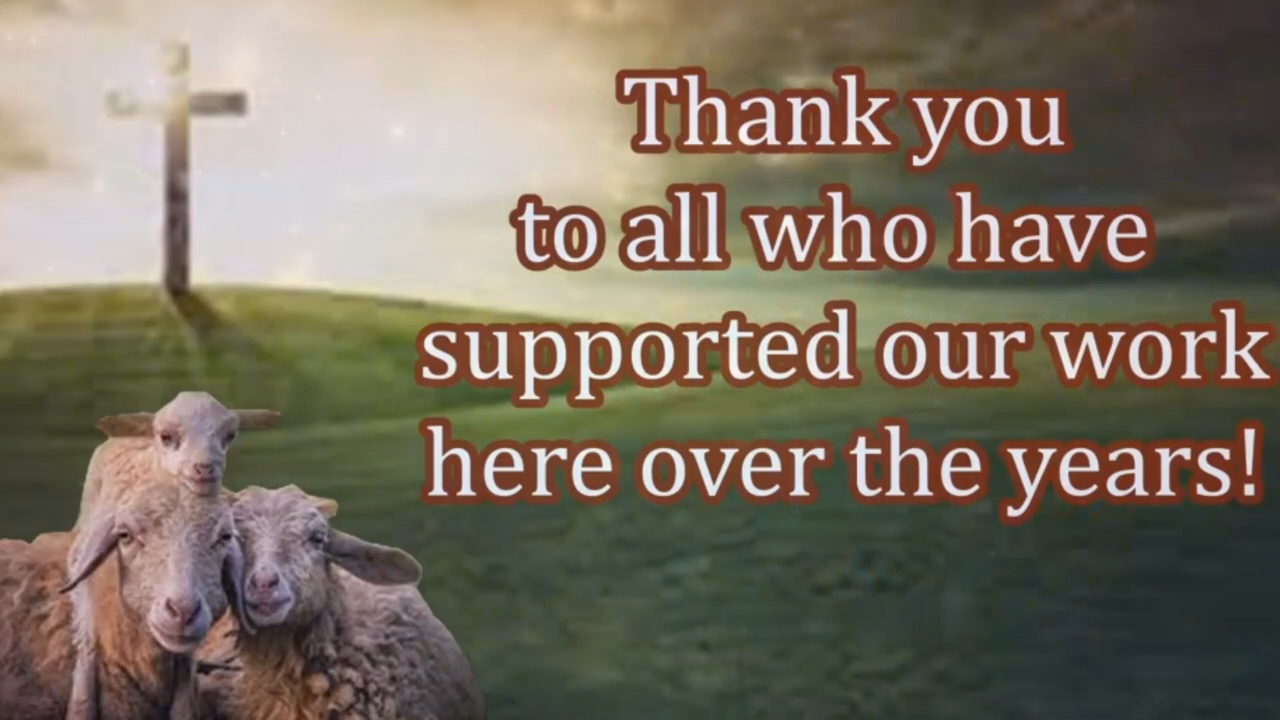 Thank you
to all who have
supported our work
here over the years!